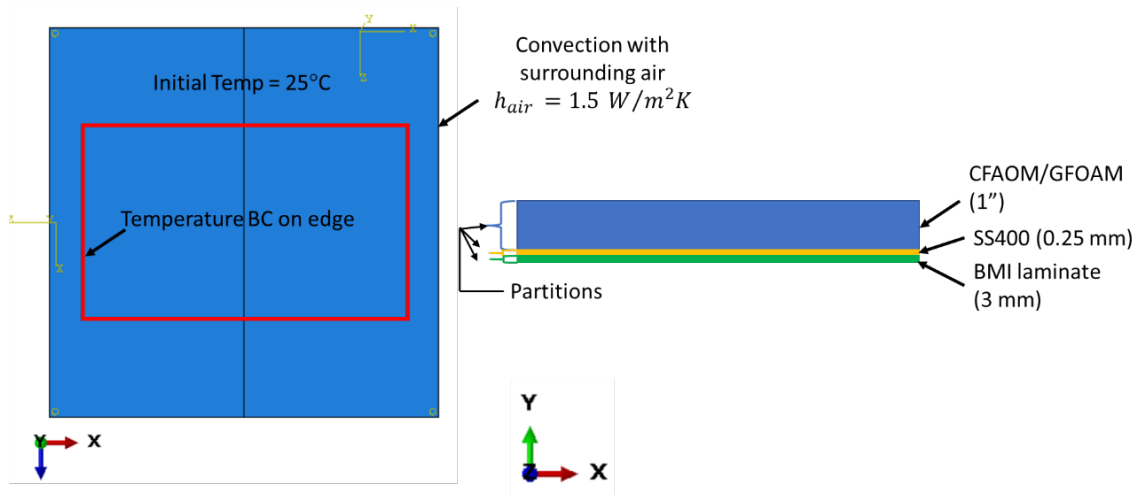 Y
X
Z
Initial Temp = 25°C
Convection with
surrounding air
h_air = 1.5 W/m²K
Temperature BC on edge
X
Y X
CFAOM/GFOAM
(1”)
SS400 (0.25 mm)
BMI laminate
(3 mm)
Partitions
Y
Z X